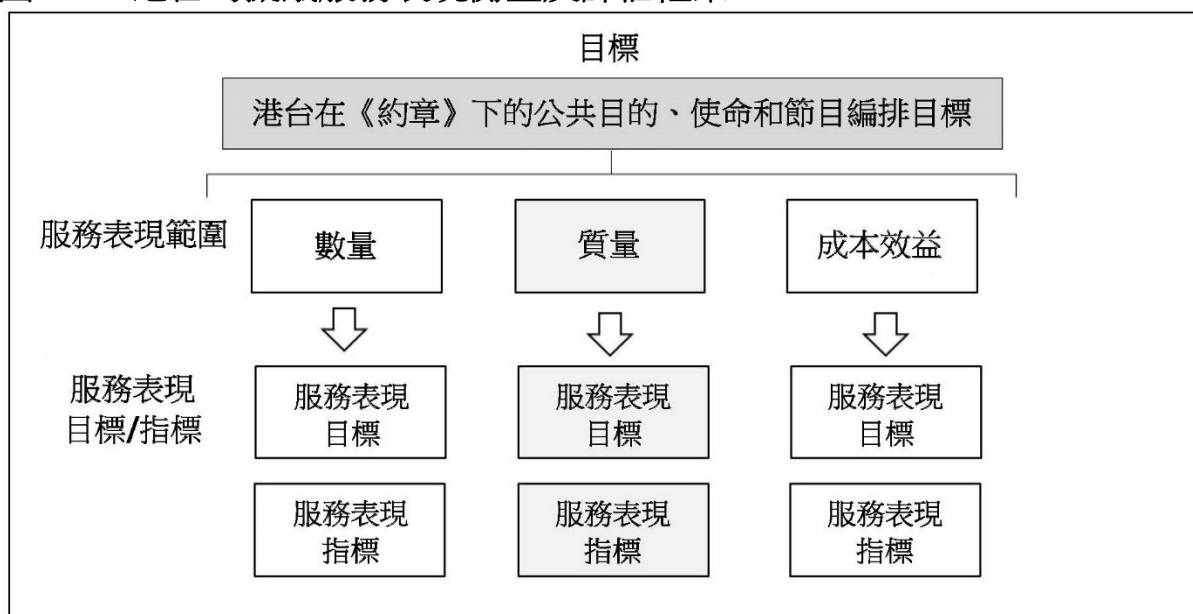 目標
港台在《約章》下的公共目的、使命和節目編排目標
服務表現範圍
數量
質量
成本效益
服務表現
目標/指標
服務表現
目標
服務表現
目標
服務表現
目標
服務表現
指標
服務表現
指標
服務表現
指標